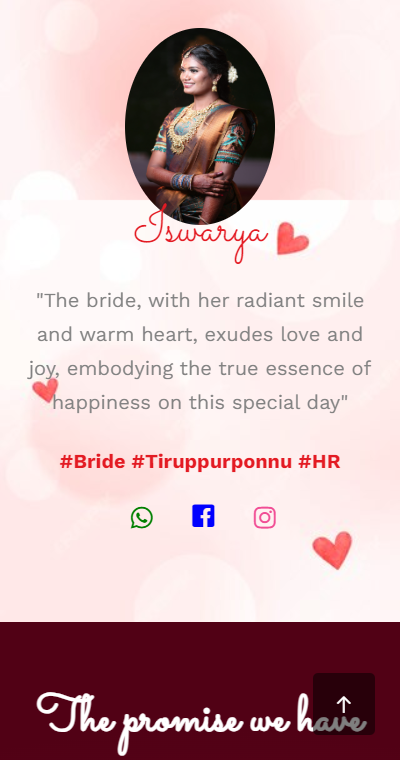 Iswarya
"The bride, with her radiant smile
and warm heart, exudes love and
joy, embodying the true essence of
happiness on this special day"
#Bride #Tiruppurponnu #HR
The promise we have